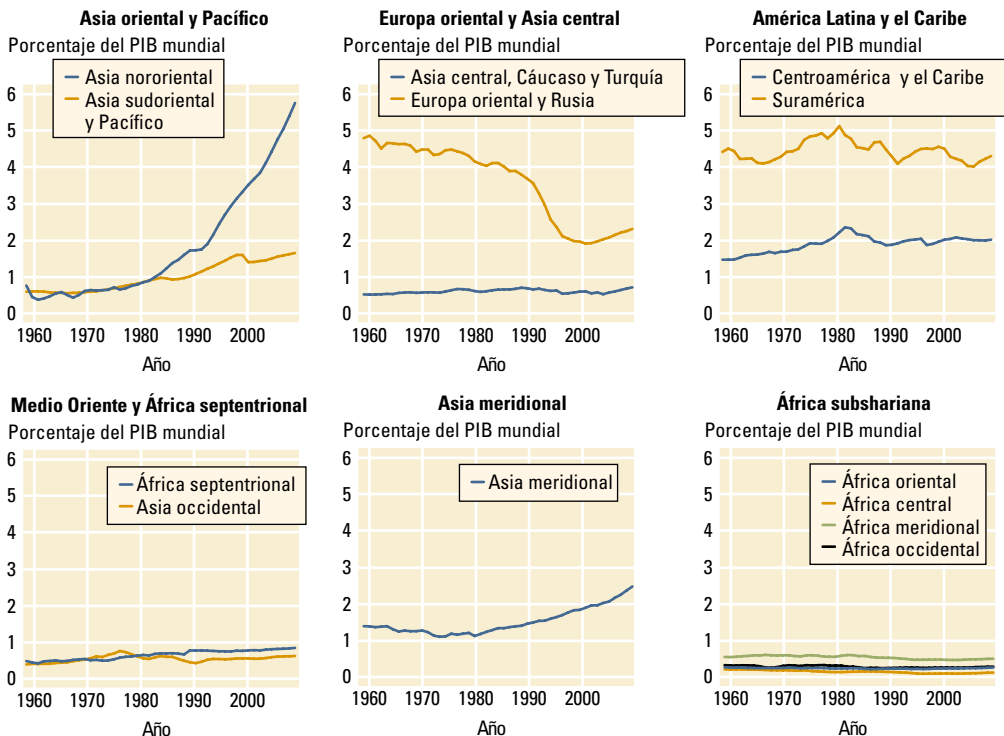 Asia oriental y Pacífico
Porcentaje del PIB mundial
Asia nororiental
Asia sudoriental
y Pacífico
6
5
4
3
2
1
0
1960 1970 1980 1990 2000
Año
Europa oriental y Asia central
Porcentaje del PIB mundial
Asia central, Cáucaso y Turquía
Europa oriental y Rusia
6
5
4
3
2
1
0
1960 1970 1980 1990 2000
Año
América Latina y el Caribe
Porcentaje del PIB mundial
Centroamérica y el Caribe
Suramérica
6
5
4
3
2
1
0
1960 1970 1980 1990 2000
Año
Medio Oriente y África septentrional
Porcentaje del PIB mundial
África septentrional
Asia occidental
6
5
4
3
2
1
0
1960 1970 1980 1990 2000
Año
Asia meridional
Porcentaje del PIB mundial
Asia meridional
6
5
4
3
2
1
0
1960 1970 1980 1990 2000
Año
África subshariana
Porcentaje del PIB mundial
África oriental
África central
África meridional
África occidental
6
5
4
3
2
1
0
1960 1970 1980 1990 2000
Año